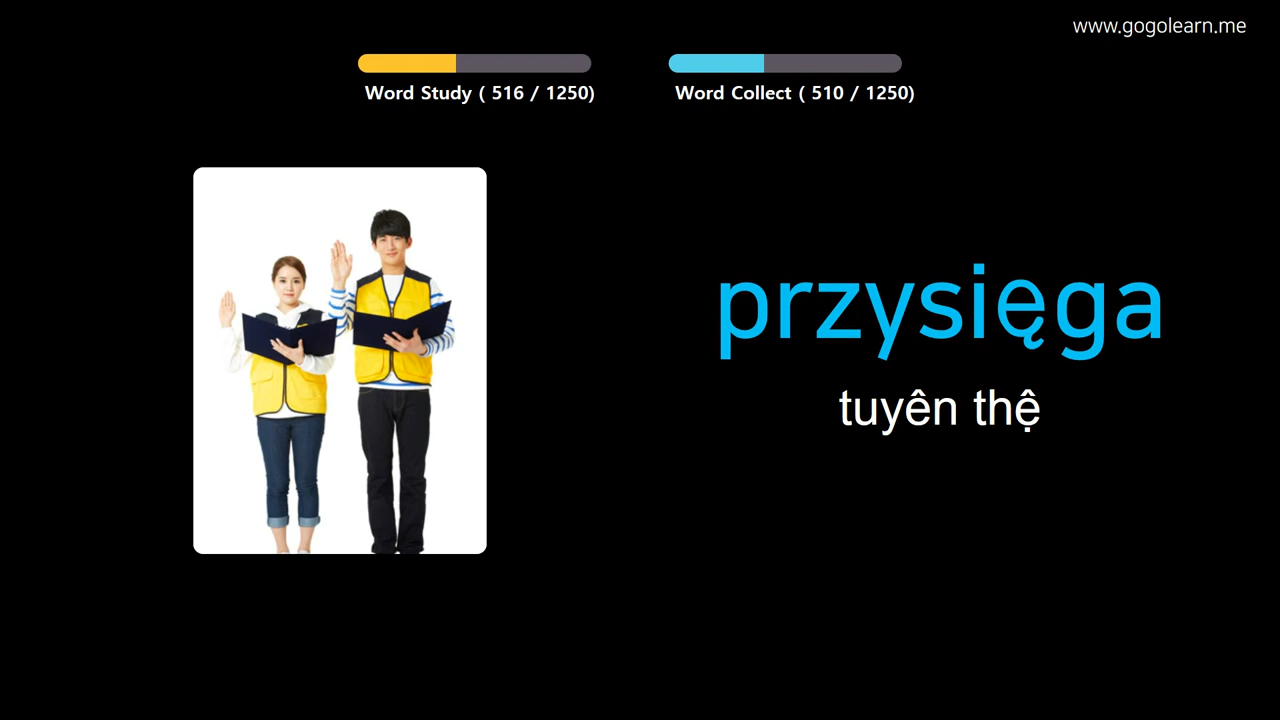 www.gogolearn.me
Word Study ( 516 / 1250)
Word Collect ( 510 / 1250)
przysięga
tuyên thệ